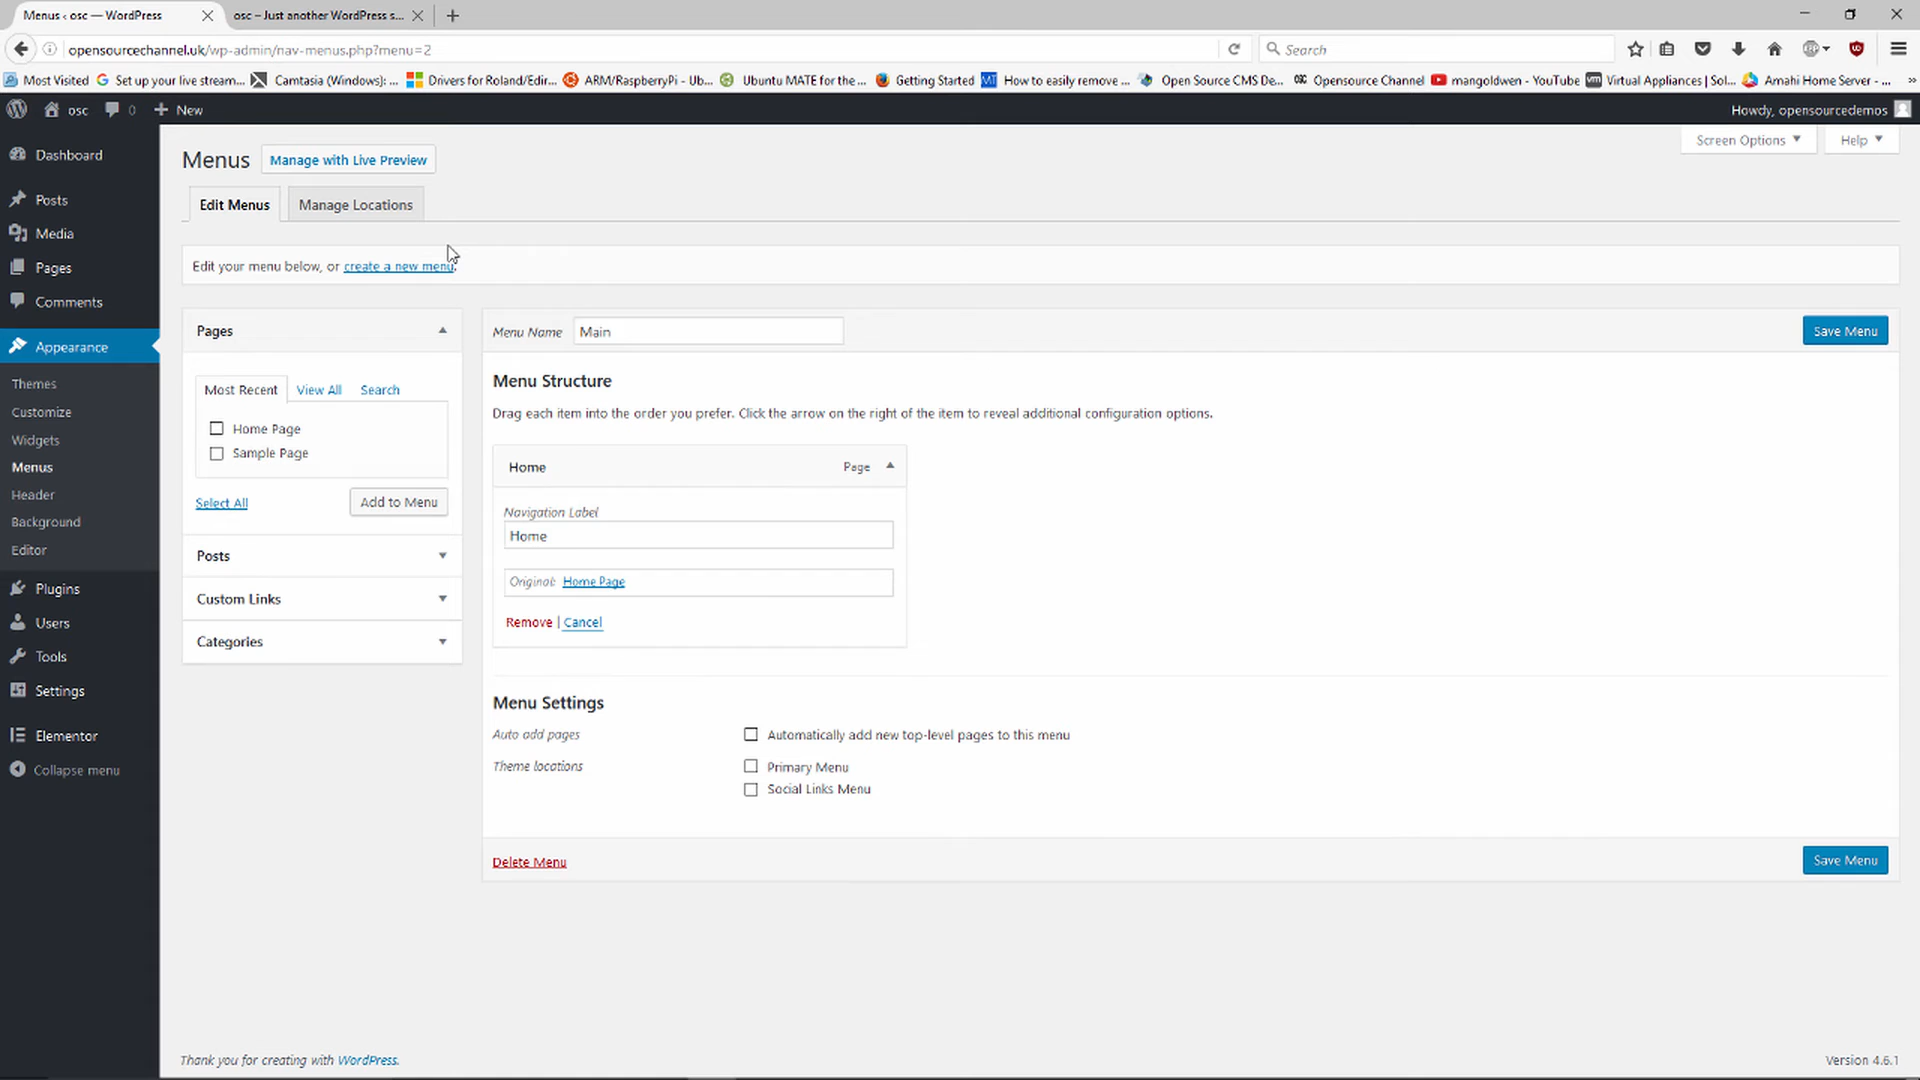 Menus ‹ osc — WordPress
osc – Just another WordPress s...
opensourcechannel.uk/wp-admin/nav-menus.php?menu=2
Search
Most Visited
Set up your live stream...
Camtasia (Windows): ...
Drivers for Roland/Edir...
ARM/RaspberryPi - Ub...
Ubuntu MATE for the ...
Getting Started
How to easily remove ...
Open Source CMS De...
Opensource Channel
mangoldwen - YouTube
Virtual Appliances | Sol...
Amahi Home Server - ...
osc
0
New
Howdy, opensourcedemos
Dashboard
Posts
Media
Pages
Comments
Appearance
Themes
Customize
Widgets
Menus
Header
Background
Editor
Plugins
Users
Tools
Settings
Elementor
Collapse menu
Screen Options
Help
Menus
Manage with Live Preview
Edit Menus
Manage Locations
Edit your menu below, or create a new menu.
Pages
Most Recent
View All
Search
Home Page
Sample Page
Select All
Add to Menu
Posts
Custom Links
Categories
Menu Name
Main
Save Menu
Menu Structure
Drag each item into the order you prefer. Click the arrow on the right of the item to reveal additional configuration options.
Home
Page
Navigation Label
Home
Original: Home Page
Remove | Cancel
Menu Settings
Auto add pages
Automatically add new top-level pages to this menu
Theme locations
Primary Menu
Social Links Menu
Delete Menu
Save Menu
Thank you for creating with WordPress.
Version 4.6.1